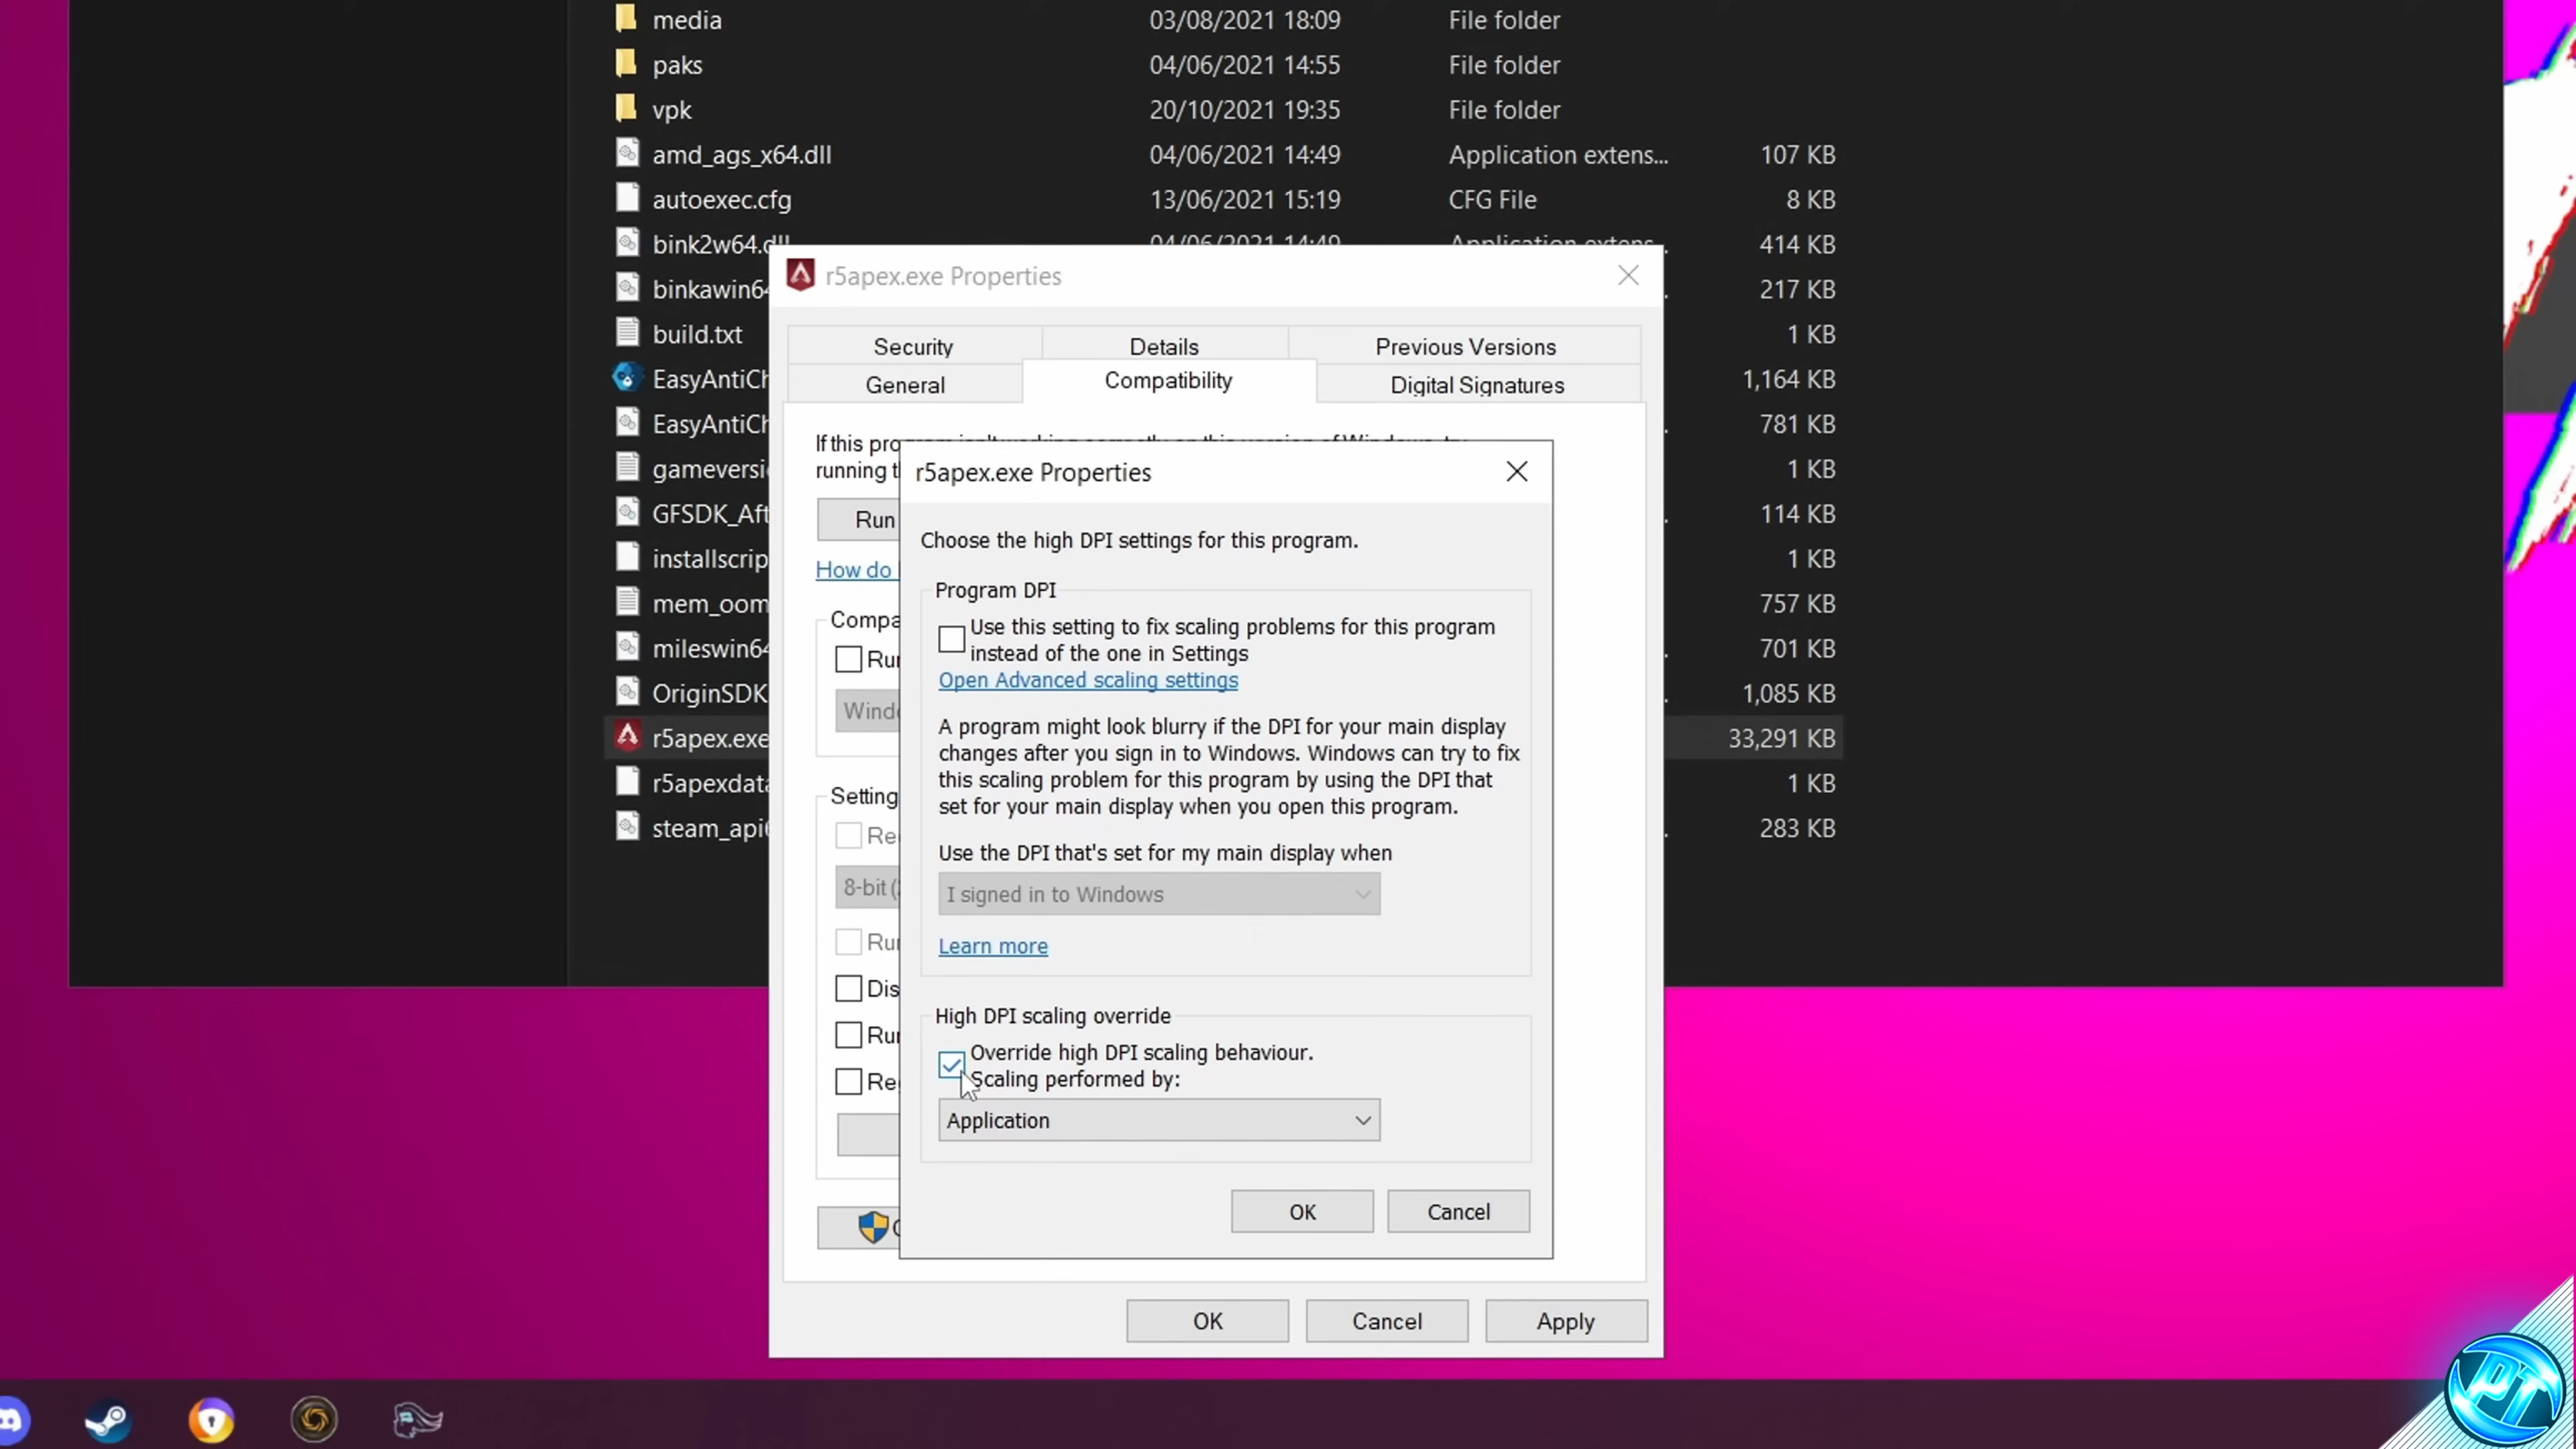 media 03/08/2021 18:09 File folder
paks 04/06/2021 14:55 File folder
vpk 20/10/2021 19:35 File folder
amd_ags_x64.dll 04/06/2021 14:49 Application extens... 107 KB
autoexec.cfg 13/06/2021 15:19 CFG File 8 KB
bink2w64.dll 04/06/2021 14:49 Application extens... 414 KB
binkawin64 217 KB
build.txt 1 KB
EasyAntiCh 1,164 KB
EasyAntiCh 781 KB
gameversi 1 KB
GFSDK_Aft 114 KB
installscrip 1 KB
mem_oom 757 KB
mileswin64 701 KB
OriginSDK 1,085 KB
r5apex.exe 33,291 KB
r5apexdata 1 KB
steam_api6 283 KB
r5apex.exe Properties
Security Details Previous Versions
General Compatibility Digital Signatures
If this program isn't working correctly on this version of Windows, try
running t
Run
How do
Compa
Run
Windo
Setting
Re
8-bit (
Run
Dis
Run
Reg
r5apex.exe Properties
Choose the high DPI settings for this program.
Program DPI
Use this setting to fix scaling problems for this program
instead of the one in Settings
Open Advanced scaling settings
A program might look blurry if the DPI for your main display
changes after you sign in to Windows. Windows can try to fix
this scaling problem for this program by using the DPI that
set for your main display when you open this program.
Use the DPI that's set for my main display when
I signed in to Windows
Learn more
High DPI scaling override
Override high DPI scaling behaviour.
Scaling performed by:
Application
OK Cancel
OK Cancel Apply
PT